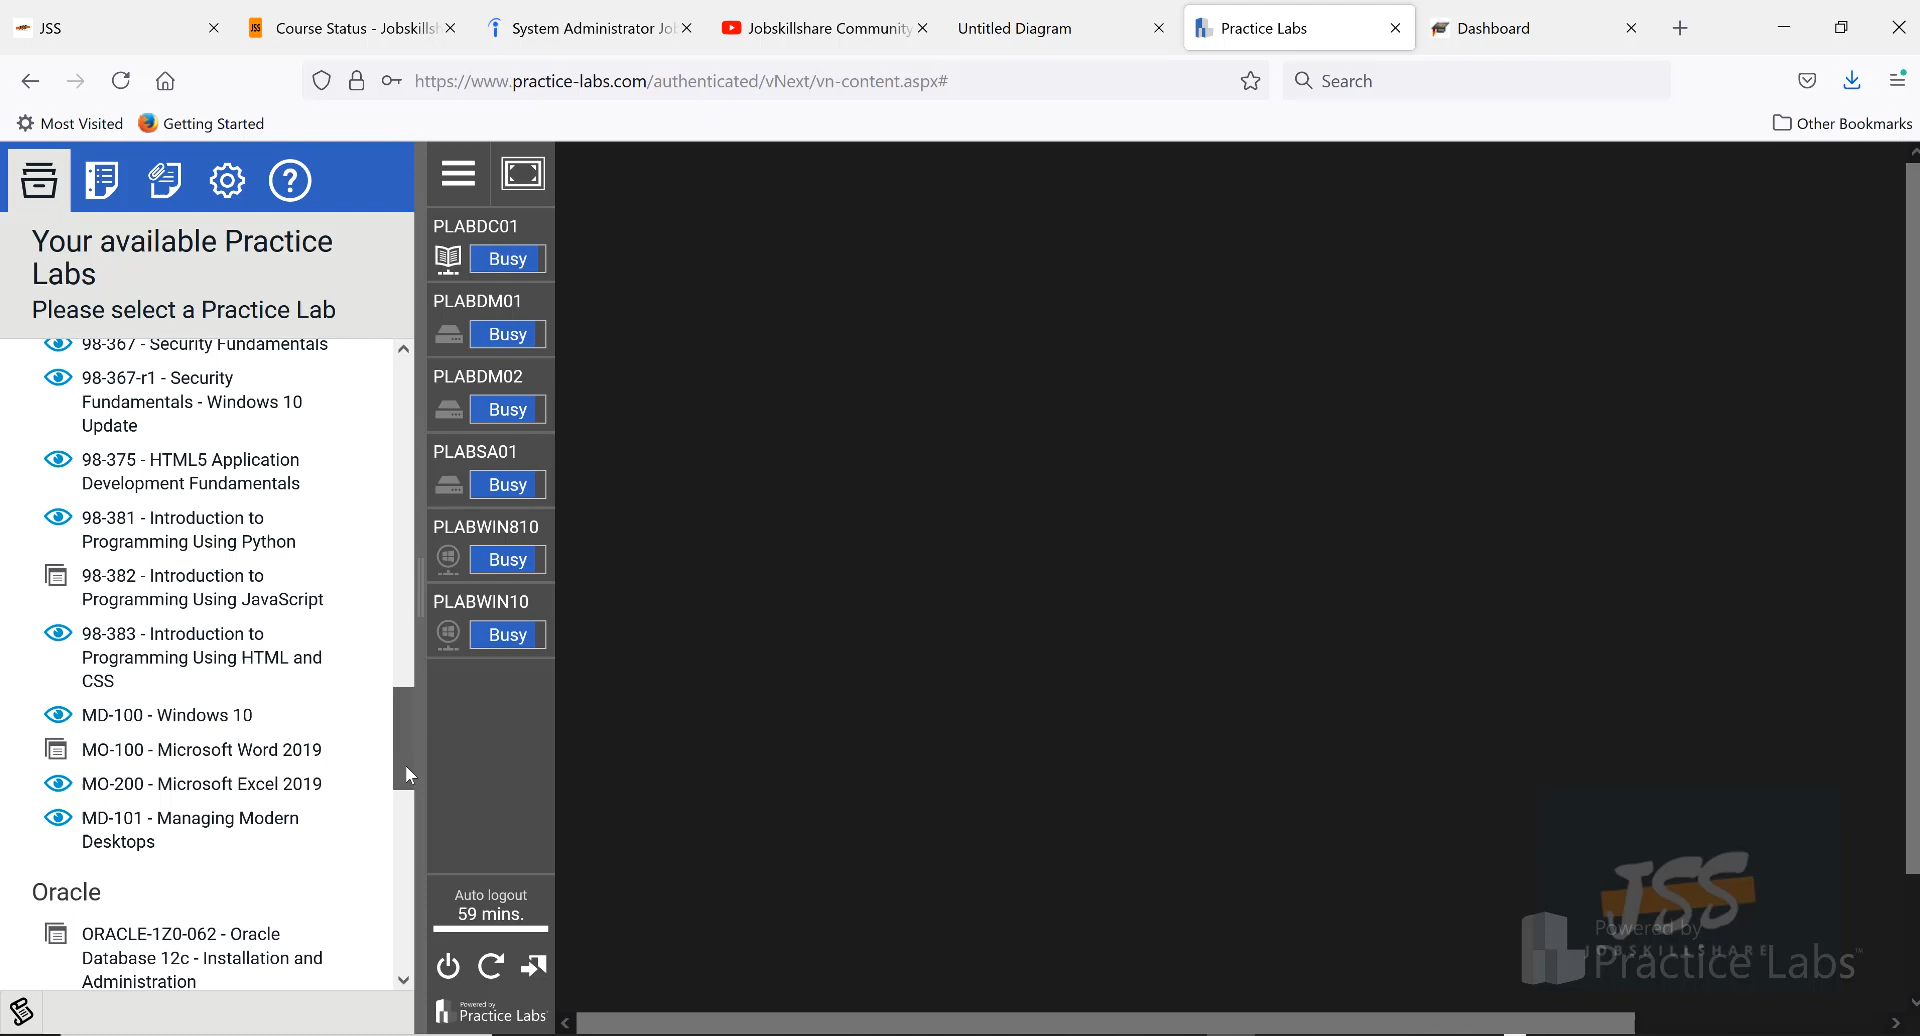 JSS
JSS Course Status - Jobskillsh
System Administrator Jo
Jobskillshare Community
Untitled Diagram
Practice Labs
Dashboard
https://www.practice-labs.com/authenticated/vNext/vn-content.aspx#
Search
Most Visited
Getting Started
Other Bookmarks
Your available Practice
Labs
Please select a Practice Lab
98-367 - Security Fundamentals
98-367-r1 - Security
Fundamentals - Windows 10
Update
98-375 - HTML5 Application
Development Fundamentals
98-381 - Introduction to
Programming Using Python
98-382 - Introduction to
Programming Using JavaScript
98-383 - Introduction to
Programming Using HTML and
CSS
MD-100 - Windows 10
MO-100 - Microsoft Word 2019
MO-200 - Microsoft Excel 2019
MD-101 - Managing Modern
Desktops
Oracle
ORACLE-1Z0-062 - Oracle
Database 12c - Installation and
Administration
PLABDC01
Busy
PLABDM01
Busy
PLABDM02
Busy
PLABSA01
Busy
PLABWIN810
Busy
PLABWIN10
Busy
Auto logout
59 mins.
Powered by
Practice Labs
JSS
JOBSKILLSHARE
Powered by
Practice Labs™